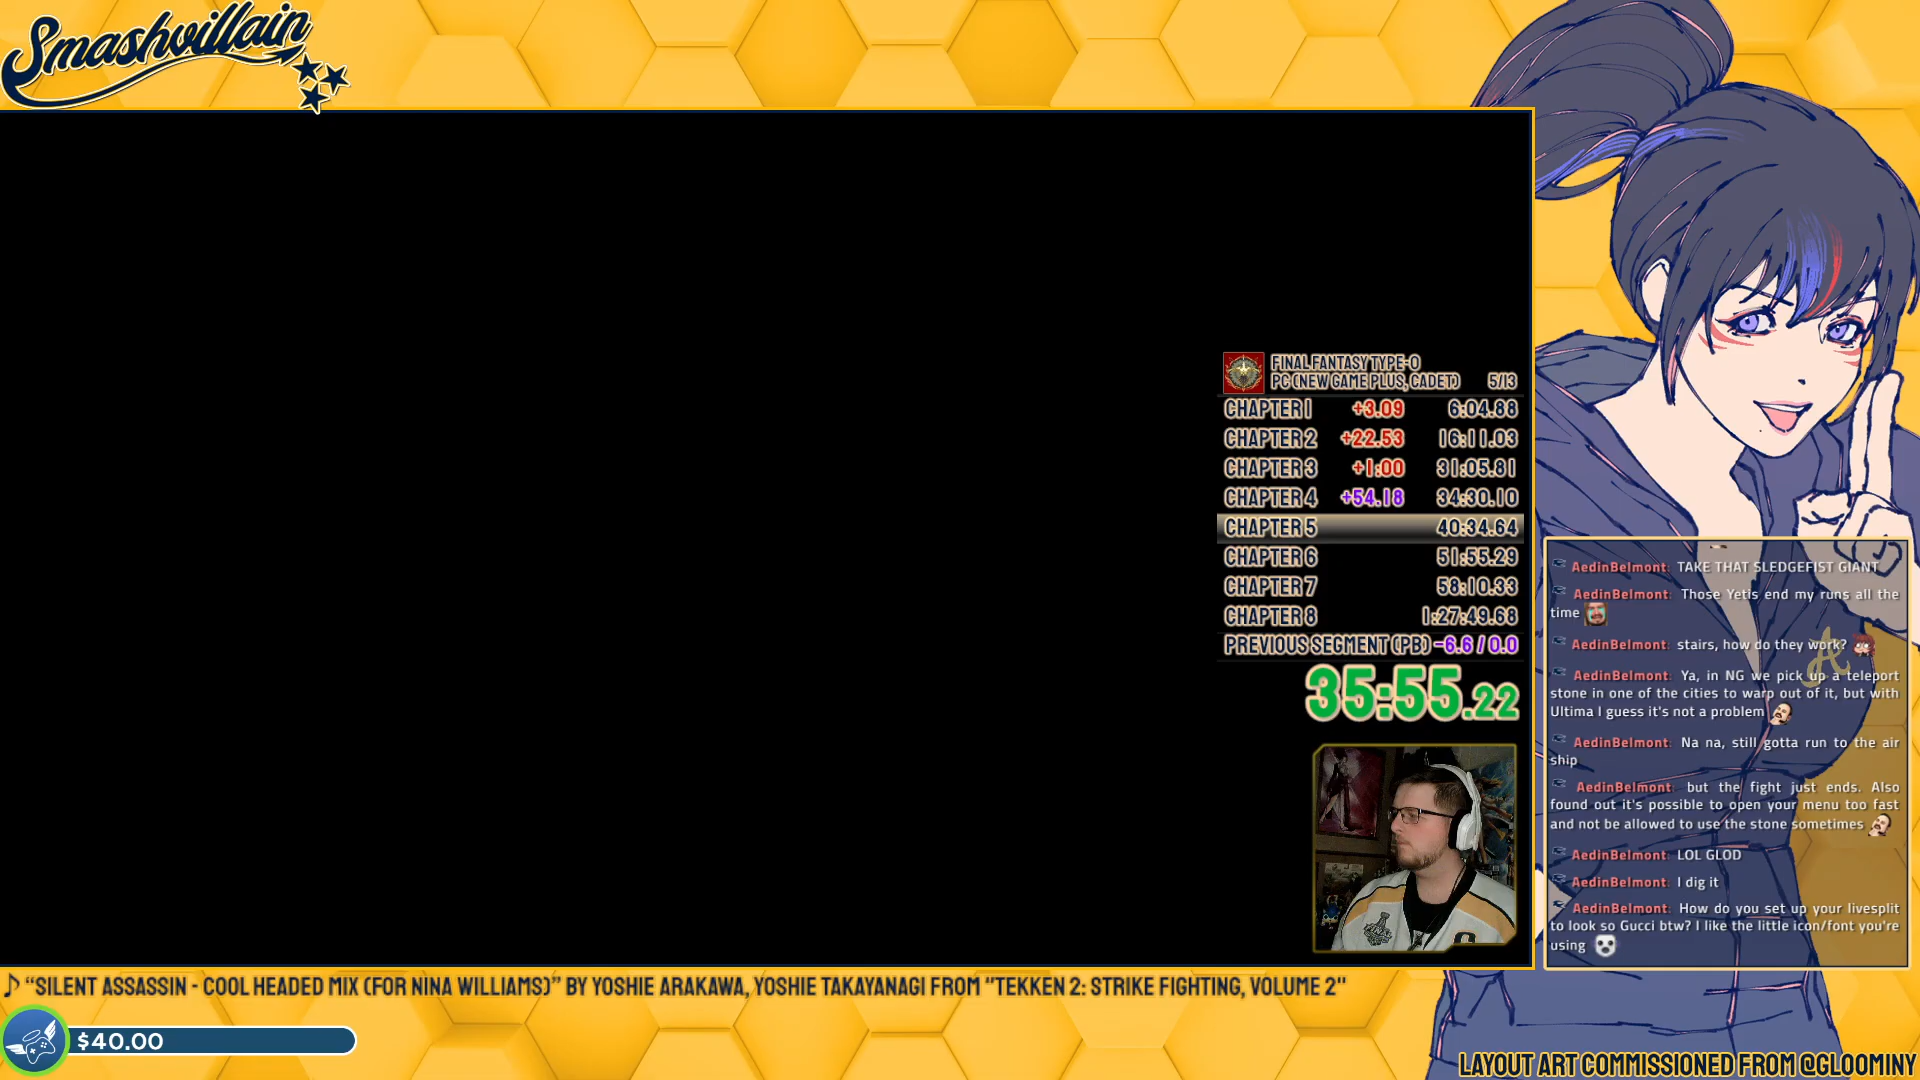 Smashvillain
FINAL FANTASY TYPE-0
PC (NEW GAME PLUS, CADET) 5/13
CHAPTER 1 +3.09 6:04.88
CHAPTER 2 +22.53 16:11.03
CHAPTER 3 +1:00 31:05.81
CHAPTER 4 +54.18 34:30.10
CHAPTER 5 40:34.64
CHAPTER 6 51:55.29
CHAPTER 7 58:10.33
CHAPTER 8 1:27:49.68
PREVIOUS SEGMENT (PB) -6.6 / 0.0
35:55.22
AedinBelmont: TAKE THAT SLEDGEFIST GIANT
AedinBelmont: Those Yetis end my runs all the
time
AedinBelmont: stairs, how do they work?
AedinBelmont: Ya, in NG we pick up a teleport
stone in one of the cities to warp out of it, but with
Ultima I guess it's not a problem
AedinBelmont: Na na, still gotta run to the air
ship
AedinBelmont: but the fight just ends. Also
found out it's possible to open your menu too fast
and not be allowed to use the stone sometimes
AedinBelmont: LOL GLOD
AedinBelmont: I dig it
AedinBelmont: How do you set up your livesplit
to look so Gucci btw? I like the little icon/font you're
using
♪ "SILENT ASSASSIN - COOL HEADED MIX (FOR NINA WILLIAMS)" BY YOSHIE ARAKAWA, YOSHIE TAKAYANAGI FROM "TEKKEN 2: STRIKE FIGHTING, VOLUME 2"
$40.00
LAYOUT ART COMMISSIONED FROM @GLOOMINY